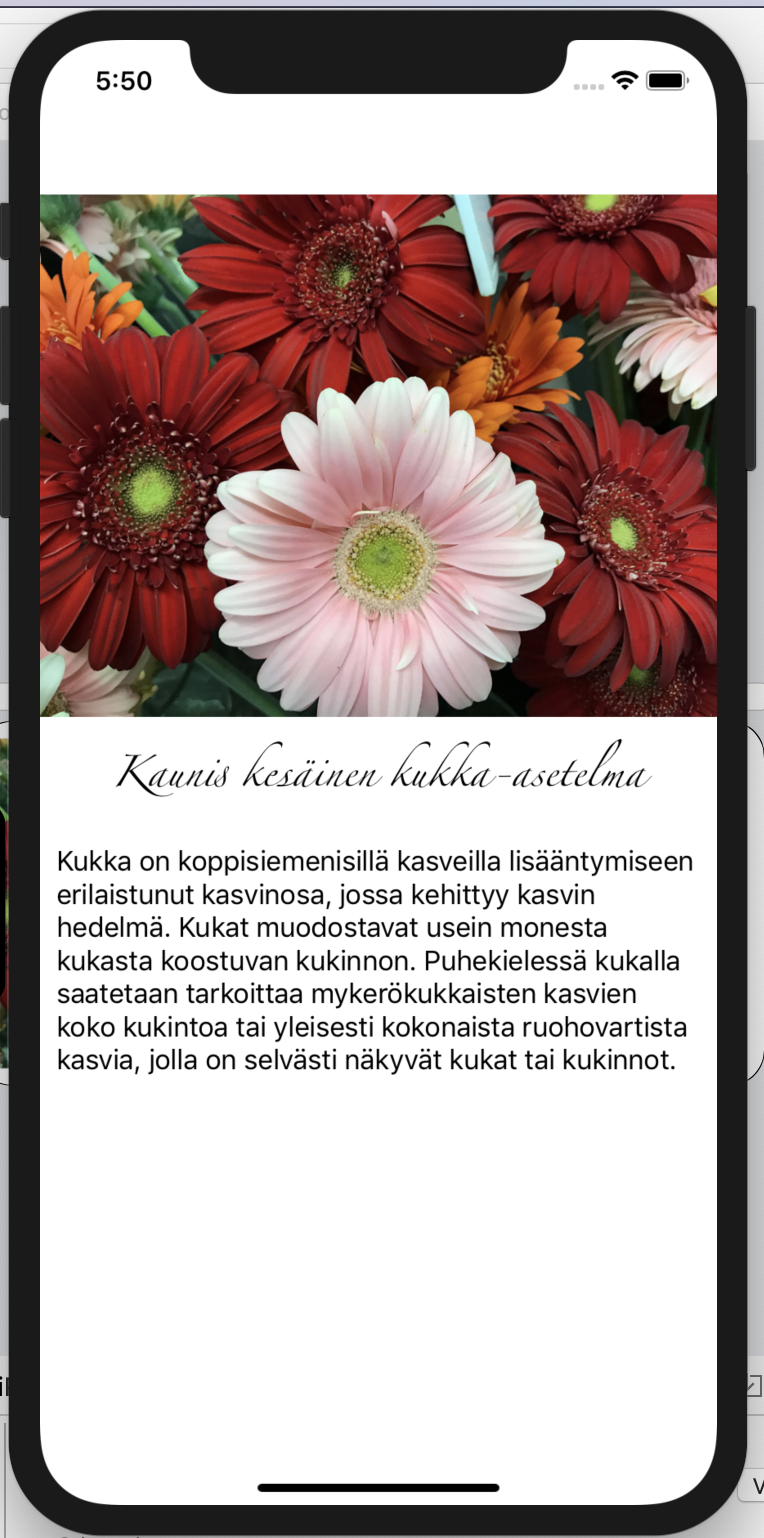 5:50
Kaunis kesäinen kukka-asetelma
Kukka on koppisiemenisillä kasveilla lisääntymiseen
erilaistunut kasvinosa, jossa kehittyy kasvin
hedelmä. Kukat muodostavat usein monesta
kukasta koostuvan kukinnon. Puhekielessä kukalla
saatetaan tarkoittaa mykerökukkaisten kasvien
koko kukintoa tai yleisesti kokonaista ruohovartista
kasvia, jolla on selvästi näkyvät kukat tai kukinnot.